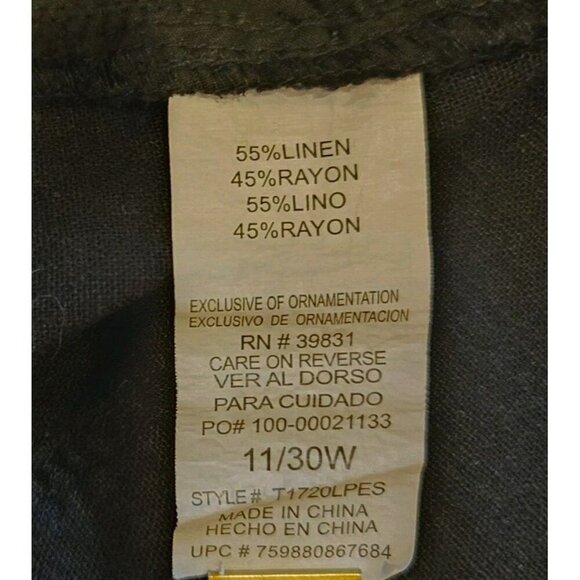 55%LINEN
45%RAYON
55%LINO
45%RAYON
EXCLUSIVE OF ORNAMENTATION
EXCLUSIVO DE ORNAMENTACION
RN # 39831
CARE ON REVERSE
VER AL DORSO
PARA CUIDADO
PO# 100-00021133
11/30W
STYLE# T1720LPES
MADE IN CHINA
HECHO EN CHINA
UPC # 759880867684